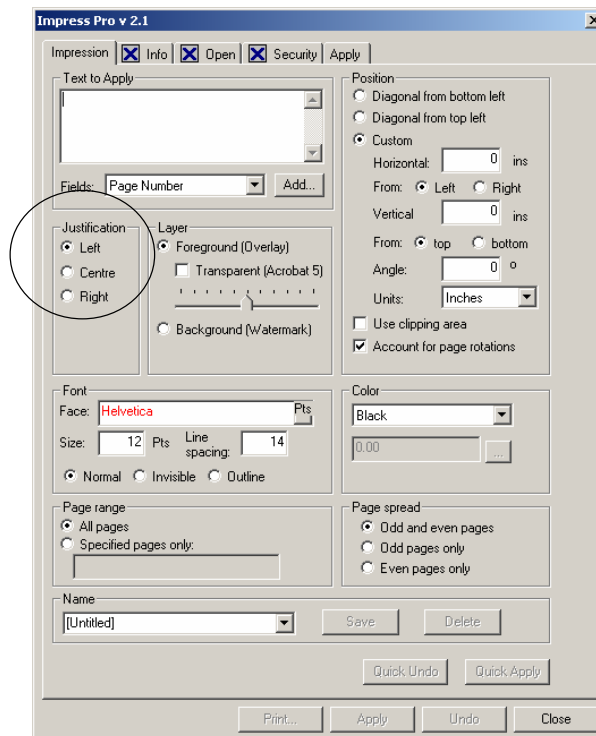 Impress Pro v 2.1
Impression Info Open Security Apply
Text to Apply
Fields: Page Number Add...
Justification
Left
Centre
Right
Layer
Foreground (Overlay)
Transparent (Acrobat 5)
Background (Watermark)
Position
Diagonal from bottom left
Diagonal from top left
Custom
Horizontal: 0 ins
From: Left Right
Vertical 0 ins
From: top bottom
Angle: 0 °
Units: Inches
Use clipping area
Account for page rotations
Font
Face: Helvetica Pts
Size: 12 Pts Line spacing: 14
Normal Invisible Outline
Color
Black
0.00 ...
Page range
All pages
Specified pages only:
Page spread
Odd and even pages
Odd pages only
Even pages only
Name
[Untitled] Save Delete
Quick Undo Quick Apply
Print... Apply Undo Close